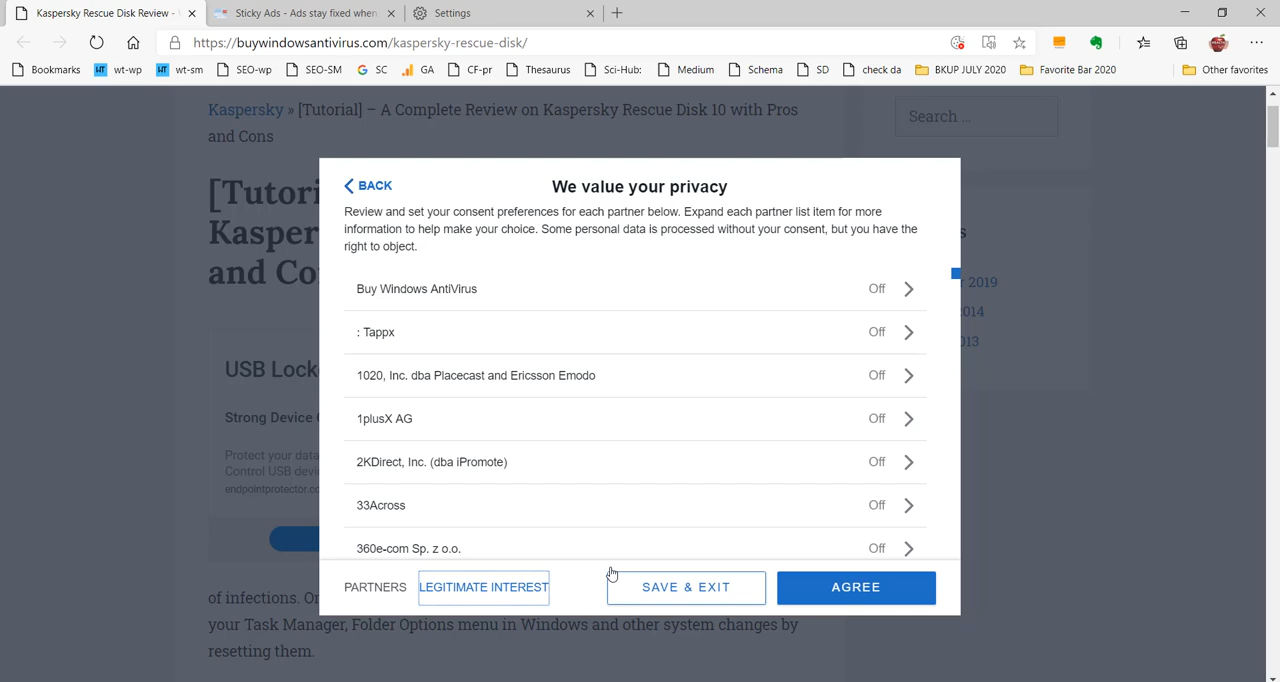 Kaspersky Rescue Disk Review -
Sticky Ads - Ads stay fixed when
Settings
https://buywindowsantivirus.com/kaspersky-rescue-disk/
Bookmarks
HT wt-wp
HT wt-sm
SEO-wp
SEO-SM
G SC
GA
CF-pr
Thesaurus
Sci-Hub:
Medium
Schema
SD
check da
BKUP JULY 2020
Favorite Bar 2020
Other favorites
Kaspersky » [Tutorial] – A Complete Review on Kaspersky Rescue Disk 10 with Pros
and Cons
Search ...
[Tutori
Kasper
and Co
s
2019
2014
013
BACK
We value your privacy
Review and set your consent preferences for each partner below. Expand each partner list item for more
information to help make your choice. Some personal data is processed without your consent, but you have the
right to object.
Buy Windows AntiVirus Off
: Tappx Off
1020, Inc. dba Placecast and Ericsson Emodo Off
1plusX AG Off
2KDirect, Inc. (dba iPromote) Off
33Across Off
360e-com Sp. z o.o. Off
PARTNERS
LEGITIMATE INTEREST
SAVE & EXIT
AGREE
USB Lock
Strong Device
Protect your data
Control USB devi
endpointprotector.co
of infections. On
your Task Manager, Folder Options menu in Windows and other system changes by
resetting them.